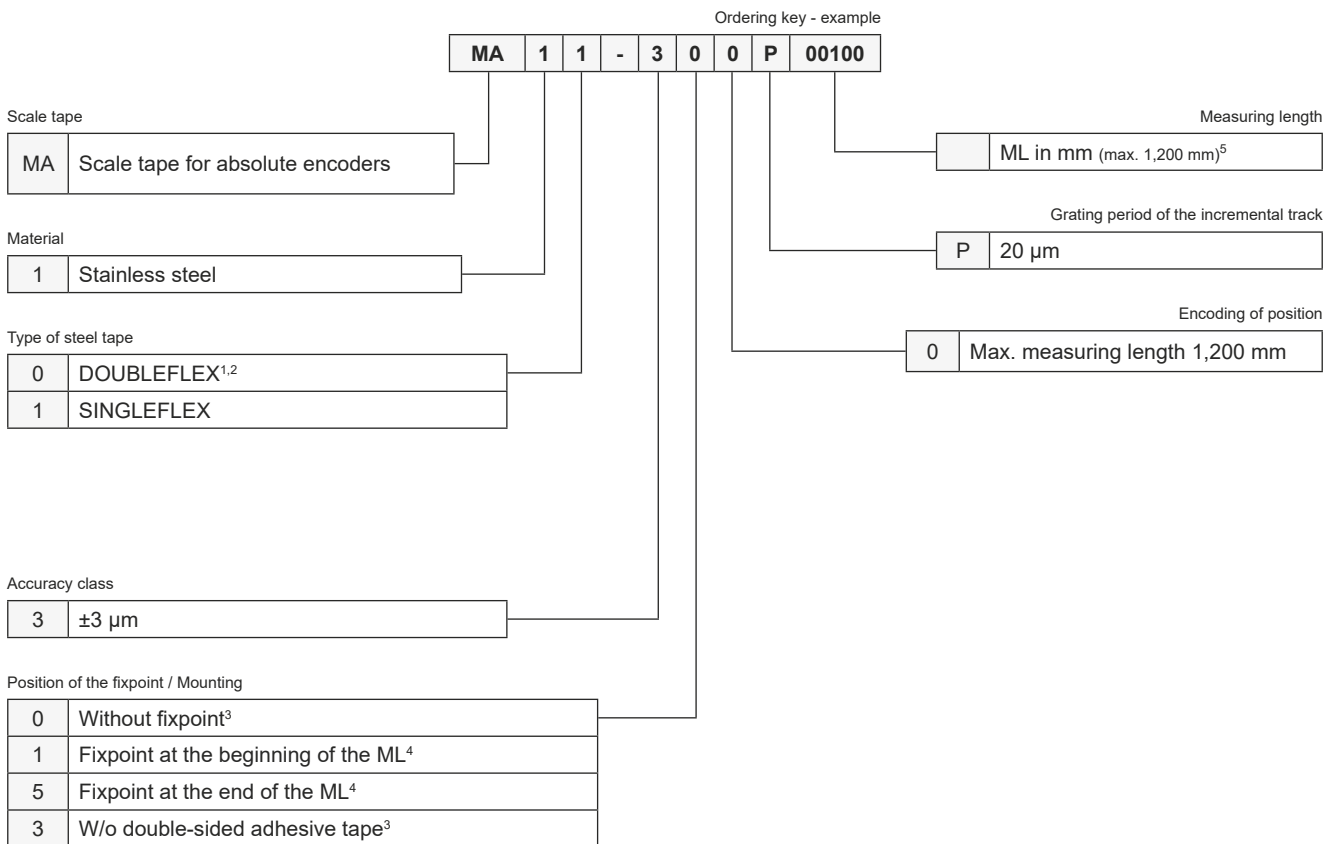 Ordering key - example
MA 1 1 - 3 0 0 P 00100
Scale tape
MA Scale tape for absolute encoders
Material
1 Stainless steel
Type of steel tape
0 DOUBLEFLEX1,2
1 SINGLEFLEX
Accuracy class
3 ±3 μm
Position of the fixpoint / Mounting
0 Without fixpoint3
1 Fixpoint at the beginning of the ML4
5 Fixpoint at the end of the ML4
3 W/o double-sided adhesive tape3
Measuring length
ML in mm (max. 1,200 mm)5
Grating period of the incremental track
P 20 μm
Encoding of position
0 Max. measuring length 1,200 mm